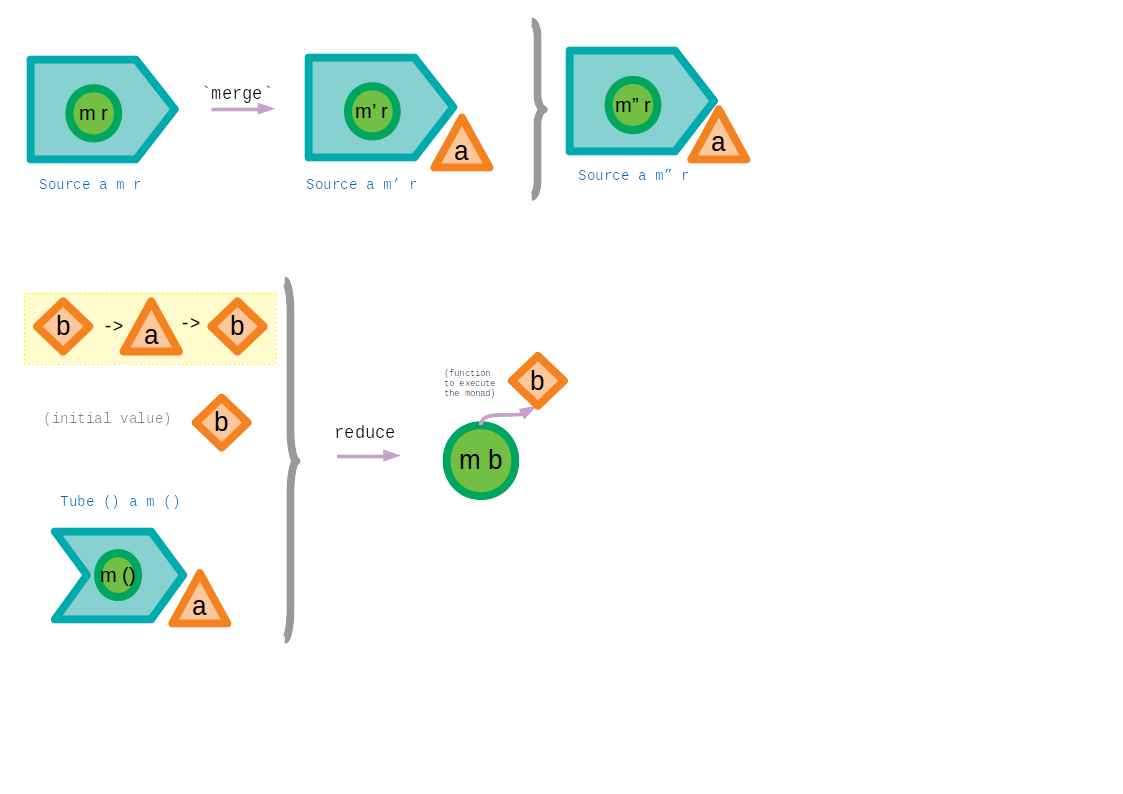 m r
`merge`
m’ r
a
m” r
a
Source a m r
Source a m’ r
Source a m” r
b -> a -> b
(initial value)
b
Tube () a m ()
m ()
a
reduce
(function
to execute
the monad)
b
m b